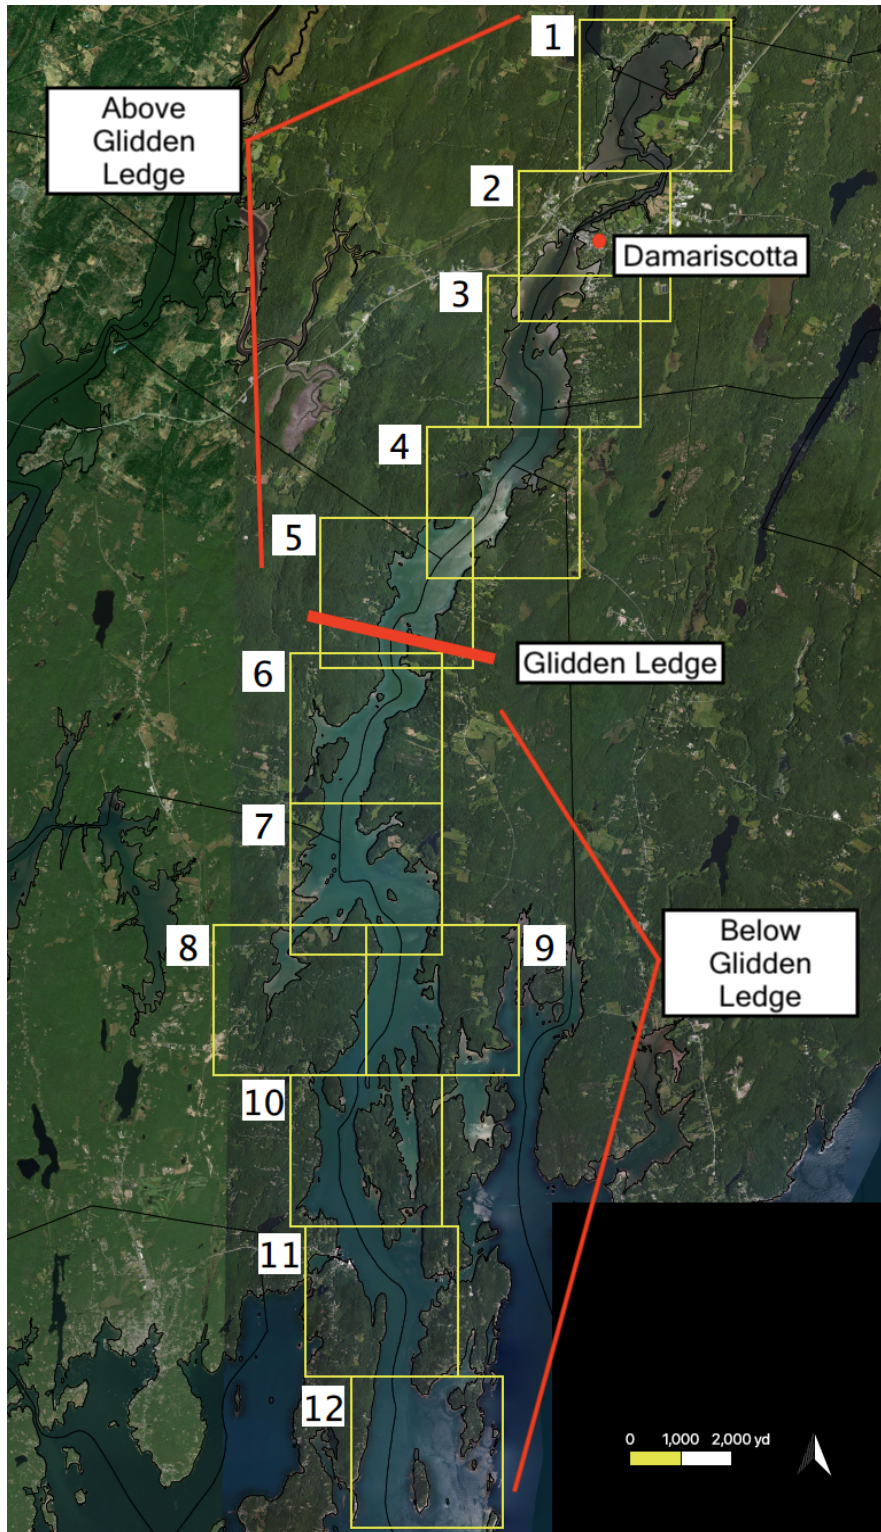 1
Above
Glidden
Ledge
2
Damariscotta
3
4
5
Glidden Ledge
6
7
8
9
Below
Glidden
Ledge
10
11
12
0 1,000 2,000 yd